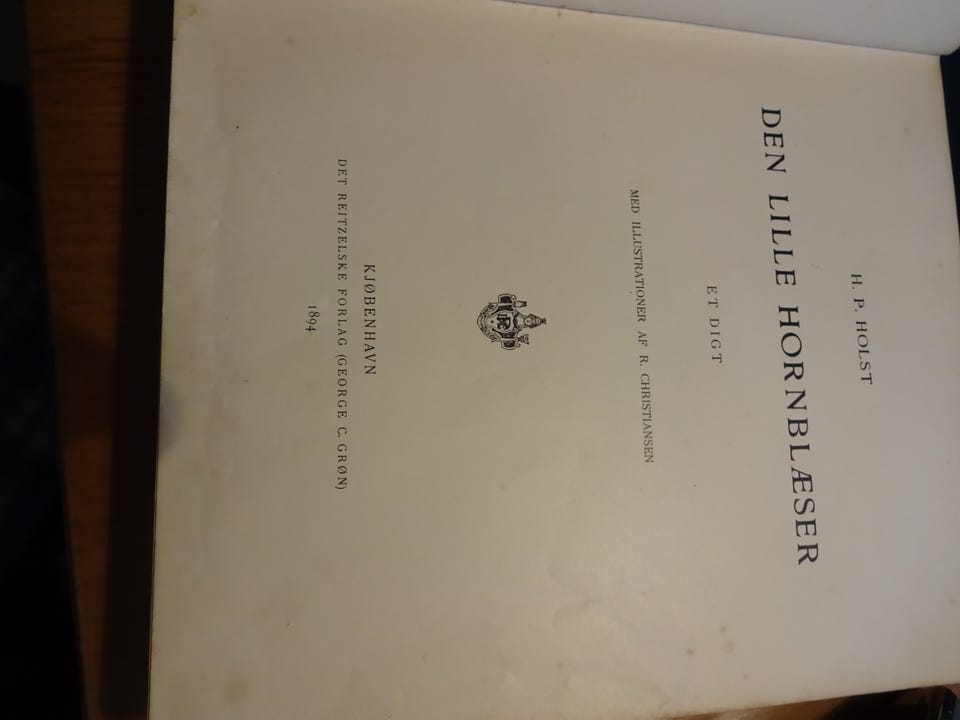 H. P. HOLST
DEN LILLE HORNBLÆSER
ET DIGT
MED ILLUSTRATIONER AF R. CHRISTIANSEN
KJØBENHAVN
DET REITZELSKE FORLAG (GEORGE C. GRØN)
1894